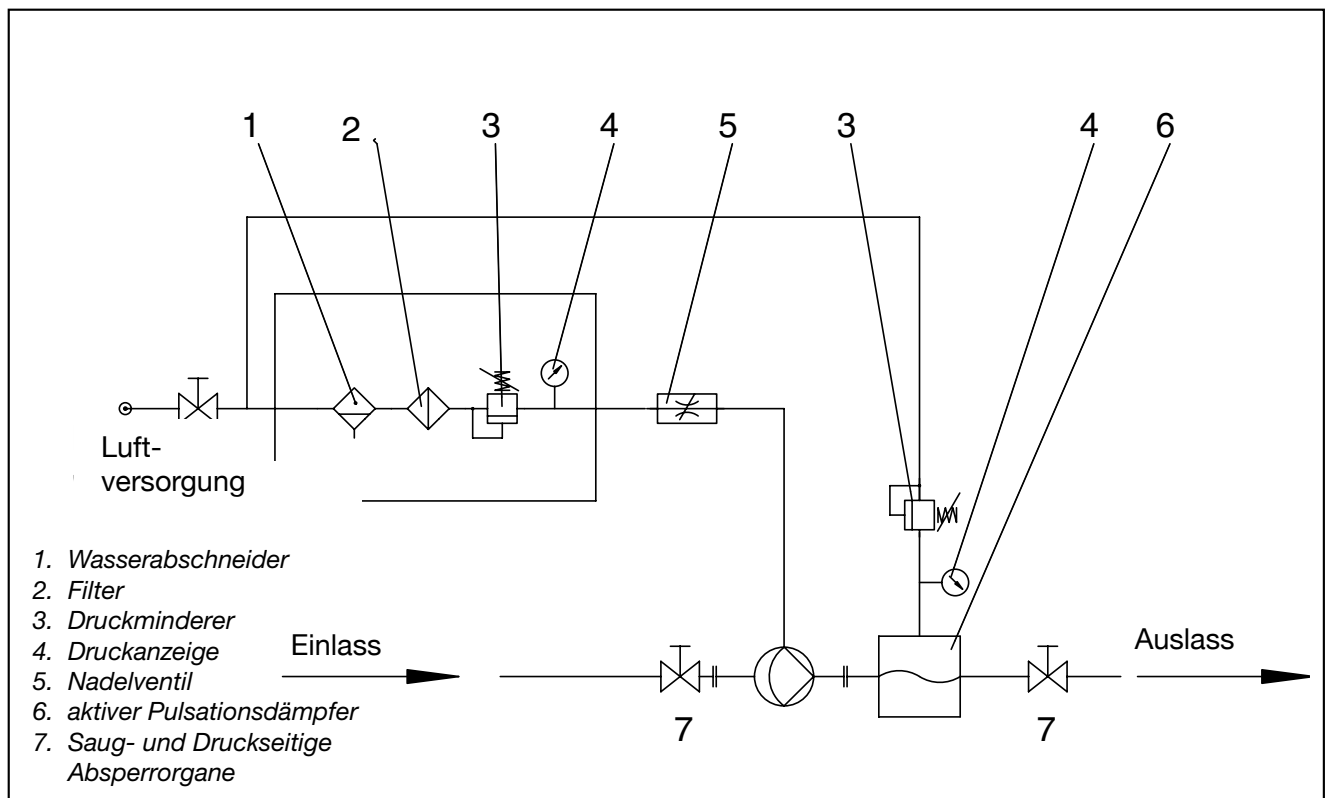 1 2 3 4 5 3 4 6
Luft-
versorgung
1. Wasserabschneider
2. Filter
3. Druckminderer
4. Druckanzeige
5. Nadelventil
6. aktiver Pulsationsdämpfer
7. Saug- und Druckseitige
Absperrorgane
Einlass
Auslass
7 7